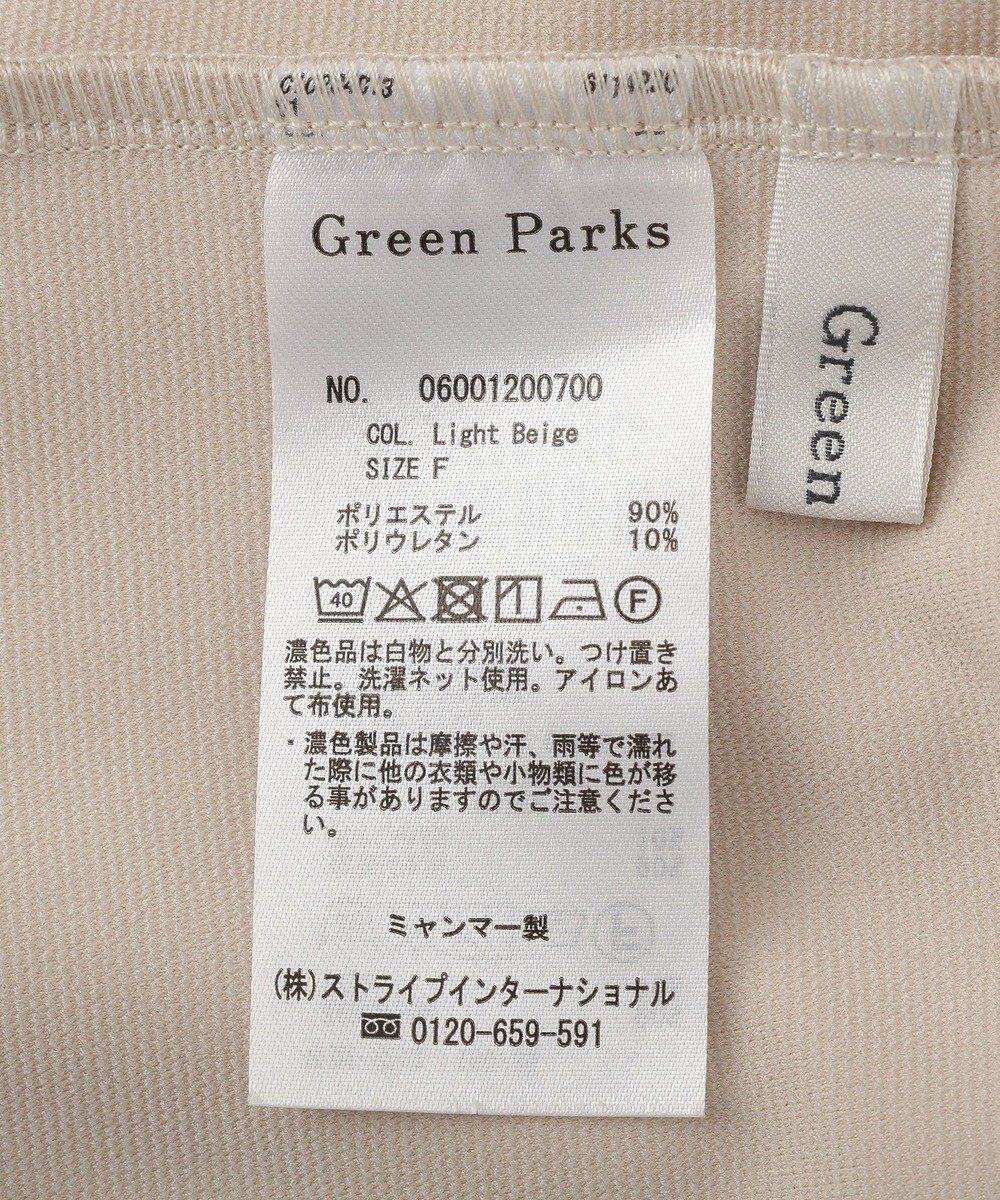 Green Parks
Green
NO. 06001200700
COL. Light Beige
SIZE F
ポリエステル 90%
ポリウレタン 10%
40 F
濃色品は白物と分別洗い。つけ置き
禁止。洗濯ネット使用。アイロンあ
て布使用。
・濃色製品は摩擦や汗、雨等で濡れ
た際に他の衣類や小物類に色が移
る事がありますのでご注意くださ
い。
ミャンマー製
(株)ストライプインターナショナル
0120-659-591